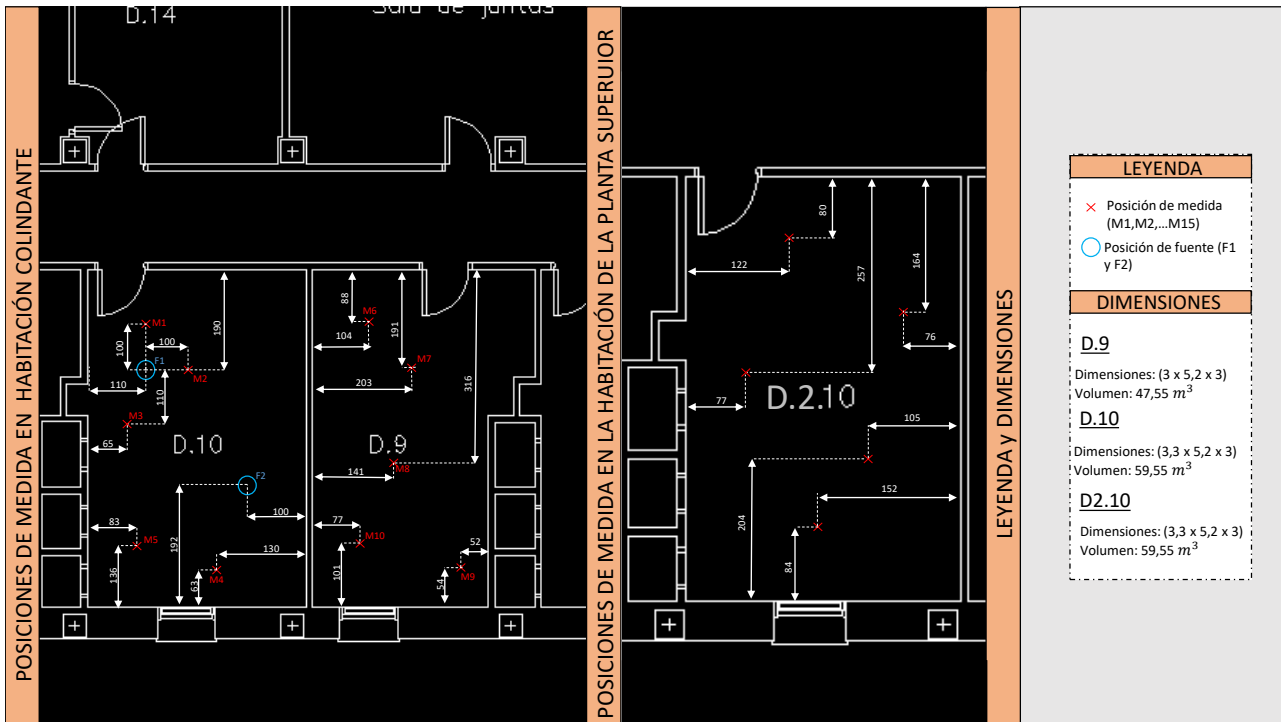 POSICIONES DE MEDIDA EN HABITACIÓN COLINDANTE
D.14
Sala de juntas
M1
100
100
190
F1
M2
110
110
M3
65
D.10
F2
100
83
192
M5
136
130
M4
63
88
M6
104
191
M7
203
316
D.9
141
M8
77
M10
101
52
M9
54
POSICIONES DE MEDIDA EN LA HABITACIÓN DE LA PLANTA SUPERUIOR
80
122
257
164
76
77
D.2.10
105
204
152
84
LEYENDA y DIMENSIONES
LEYENDA
Posición de medida
(M1,M2,...M15)
Posición de fuente (F1
y F2)
DIMENSIONES
D.9
Dimensiones: (3 x 5,2 x 3)
Volumen: 47,55 m³
D.10
Dimensiones: (3,3 x 5,2 x 3)
Volumen: 59,55 m³
D2.10
Dimensiones: (3,3 x 5,2 x 3)
Volumen: 59,55 m³